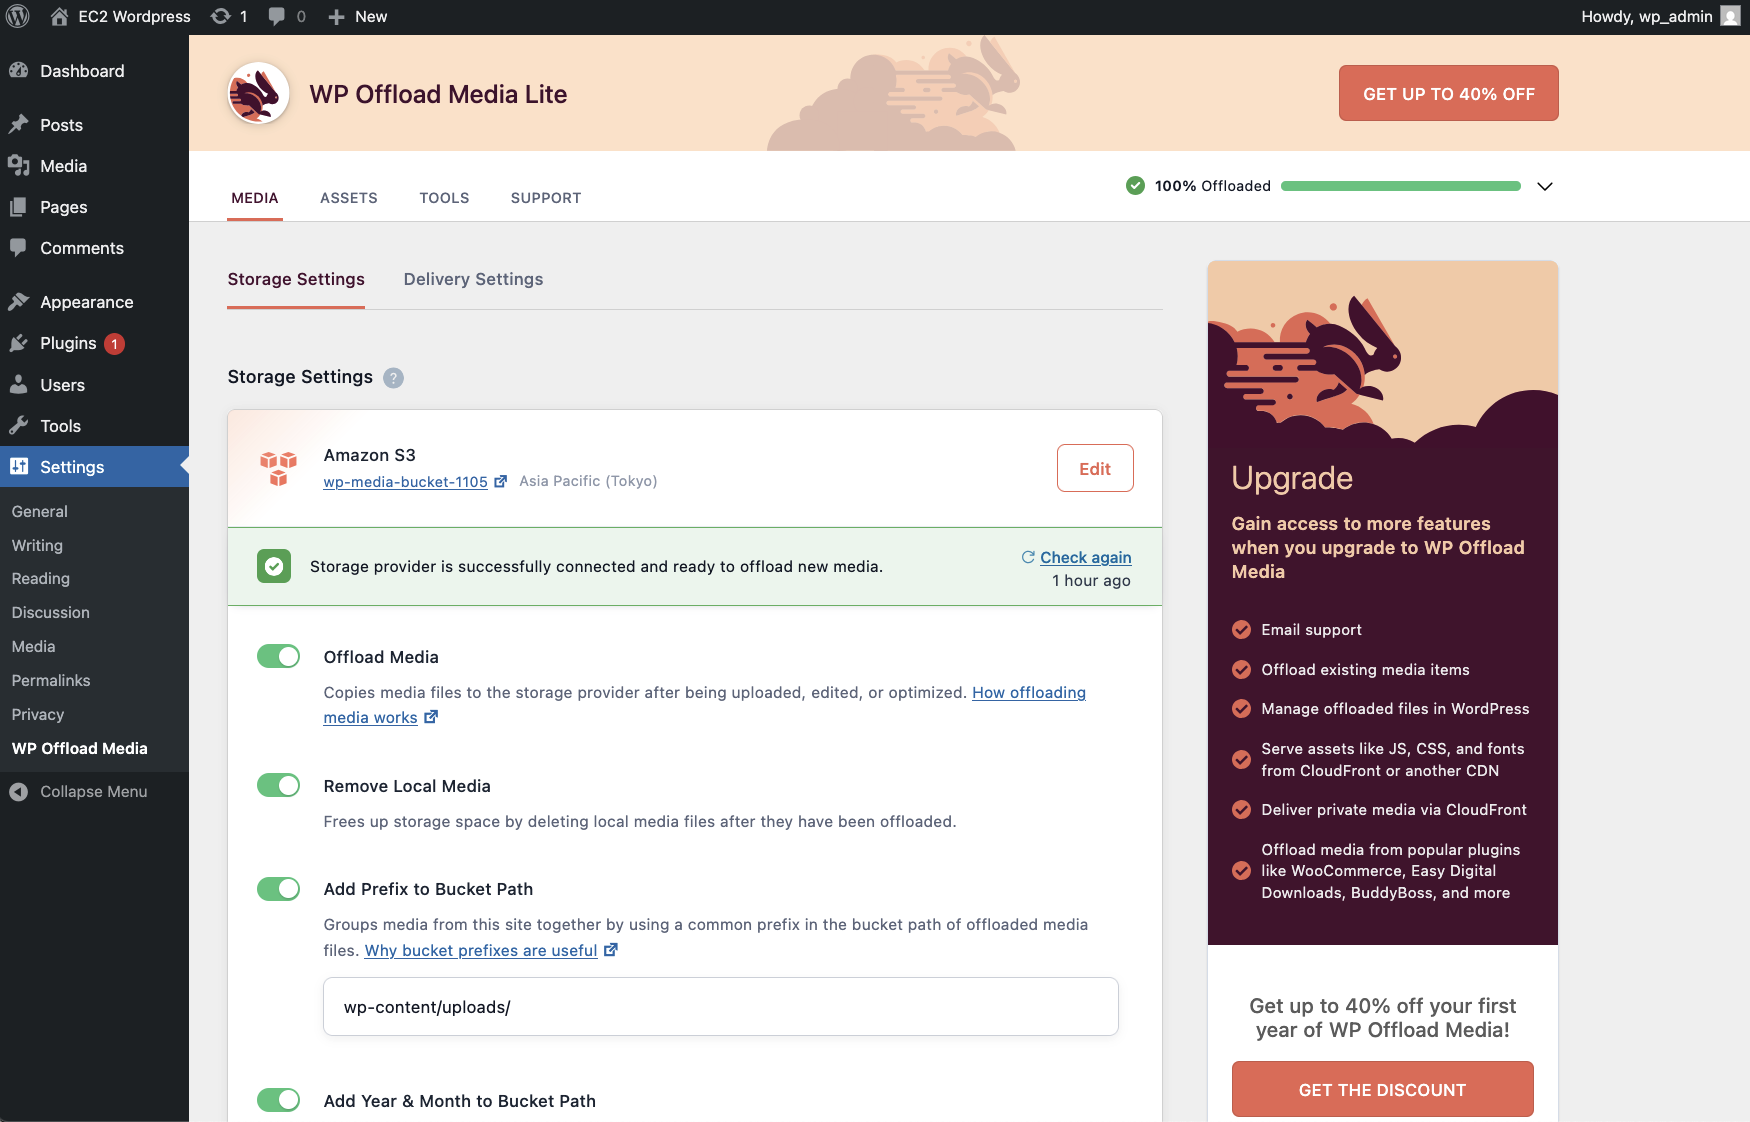 EC2 Wordpress
1
0
New
Howdy, wp_admin
Dashboard
Posts
Media
Pages
Comments
Appearance
Plugins 1
Users
Tools
Settings
General
Writing
Reading
Discussion
Media
Permalinks
Privacy
WP Offload Media
Collapse Menu
WP Offload Media Lite
GET UP TO 40% OFF
MEDIA
ASSETS
TOOLS
SUPPORT
100% Offloaded
Storage Settings
Delivery Settings
Storage Settings ?
Amazon S3
wp-media-bucket-1105 Asia Pacific (Tokyo)
Edit
Storage provider is successfully connected and ready to offload new media.
Check again
1 hour ago
Offload Media
Copies media files to the storage provider after being uploaded, edited, or optimized. How offloading
media works
Remove Local Media
Frees up storage space by deleting local media files after they have been offloaded.
Add Prefix to Bucket Path
Groups media from this site together by using a common prefix in the bucket path of offloaded media
files. Why bucket prefixes are useful
wp-content/uploads/
Add Year & Month to Bucket Path
Upgrade
Gain access to more features
when you upgrade to WP Offload
Media
Email support
Offload existing media items
Manage offloaded files in WordPress
Serve assets like JS, CSS, and fonts
from CloudFront or another CDN
Deliver private media via CloudFront
Offload media from popular plugins
like WooCommerce, Easy Digital
Downloads, BuddyBoss, and more
Get up to 40% off your first
year of WP Offload Media!
GET THE DISCOUNT